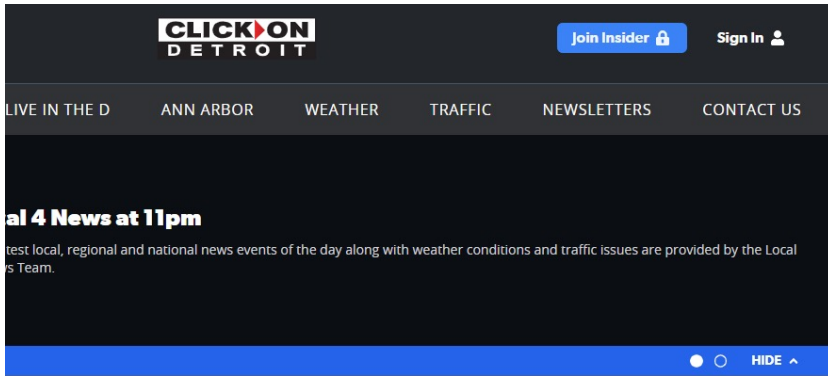 CLICK ON
DETROIT
Join Insider
Sign In
LIVE IN THE D ANN ARBOR WEATHER TRAFFIC NEWSLETTERS CONTACT US
al 4 News at 11pm
test local, regional and national news events of the day along with weather conditions and traffic issues are provided by the Local
s Team.
HIDE